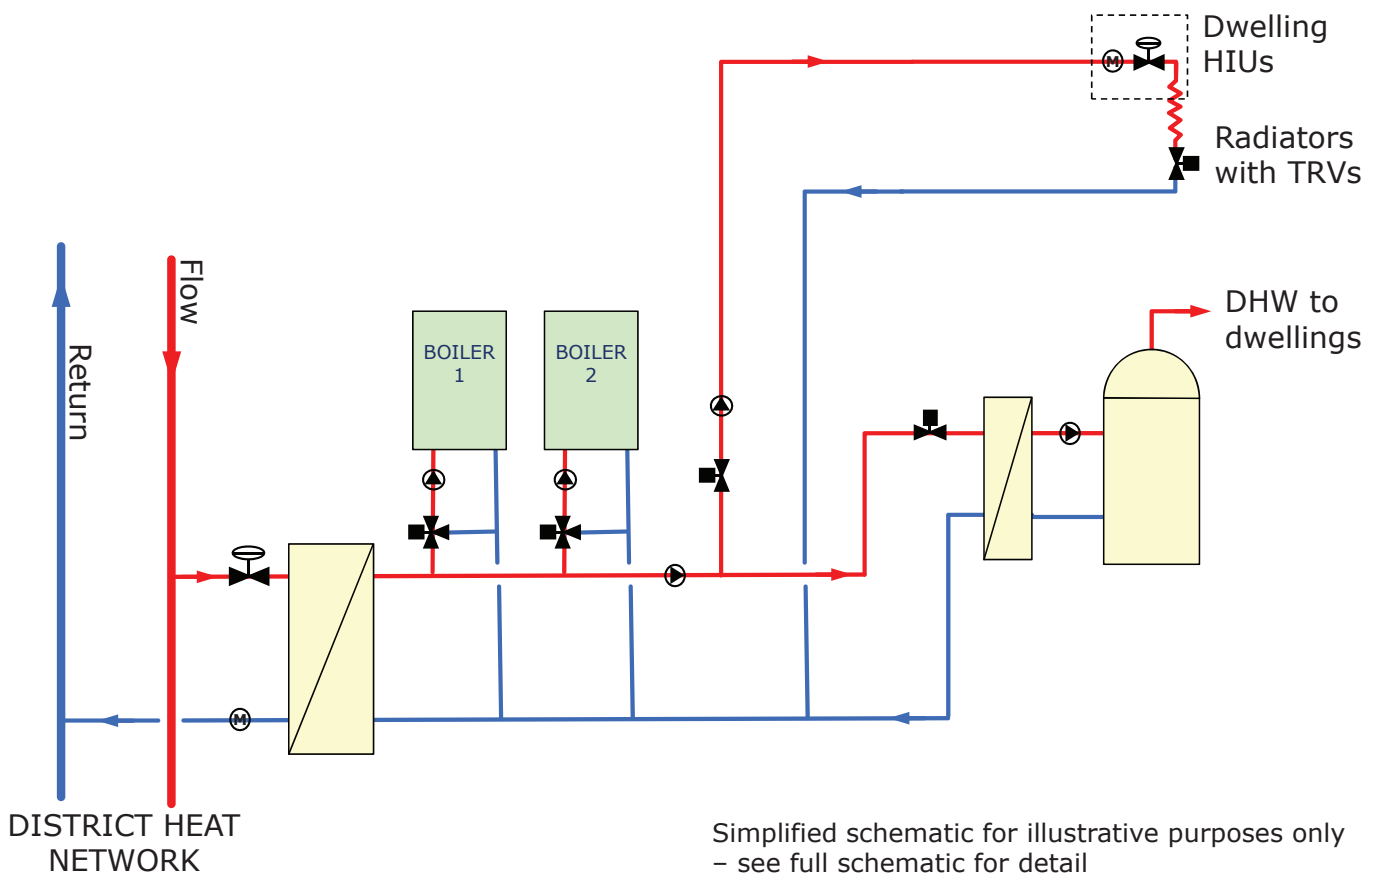 Dwelling
HIUs
M
Radiators
with TRVs
Flow
Return
DHW to
dwellings
BOILER
1
BOILER
2
M
DISTRICT HEAT
NETWORK
Simplified schematic for illustrative purposes only
– see full schematic for detail